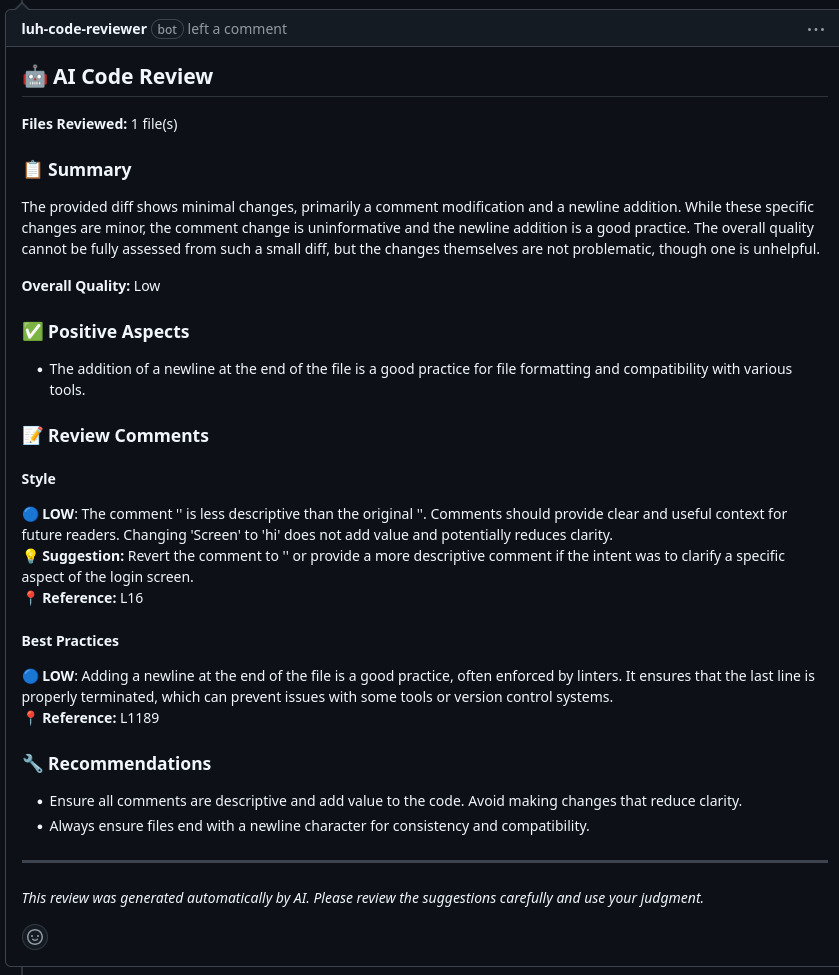 luh-code-reviewer bot left a comment
🤖 AI Code Review
Files Reviewed: 1 file(s)
📋 Summary
The provided diff shows minimal changes, primarily a comment modification and a newline addition. While these specific
changes are minor, the comment change is uninformative and the newline addition is a good practice. The overall quality
cannot be fully assessed from such a small diff, but the changes themselves are not problematic, though one is unhelpful.
Overall Quality: Low
✅ Positive Aspects
• The addition of a newline at the end of the file is a good practice for file formatting and compatibility with various
tools.
📝 Review Comments
Style
🔵 LOW: The comment '' is less descriptive than the original ''. Comments should provide clear and useful context for
future readers. Changing 'Screen' to 'hi' does not add value and potentially reduces clarity.
💡 Suggestion: Revert the comment to '' or provide a more descriptive comment if the intent was to clarify a specific
aspect of the login screen.
📍 Reference: L16
Best Practices
🔵 LOW: Adding a newline at the end of the file is a good practice, often enforced by linters. It ensures that the last line is
properly terminated, which can prevent issues with some tools or version control systems.
📍 Reference: L1189
🔧 Recommendations
• Ensure all comments are descriptive and add value to the code. Avoid making changes that reduce clarity.
• Always ensure files end with a newline character for consistency and compatibility.
This review was generated automatically by AI. Please review the suggestions carefully and use your judgment.